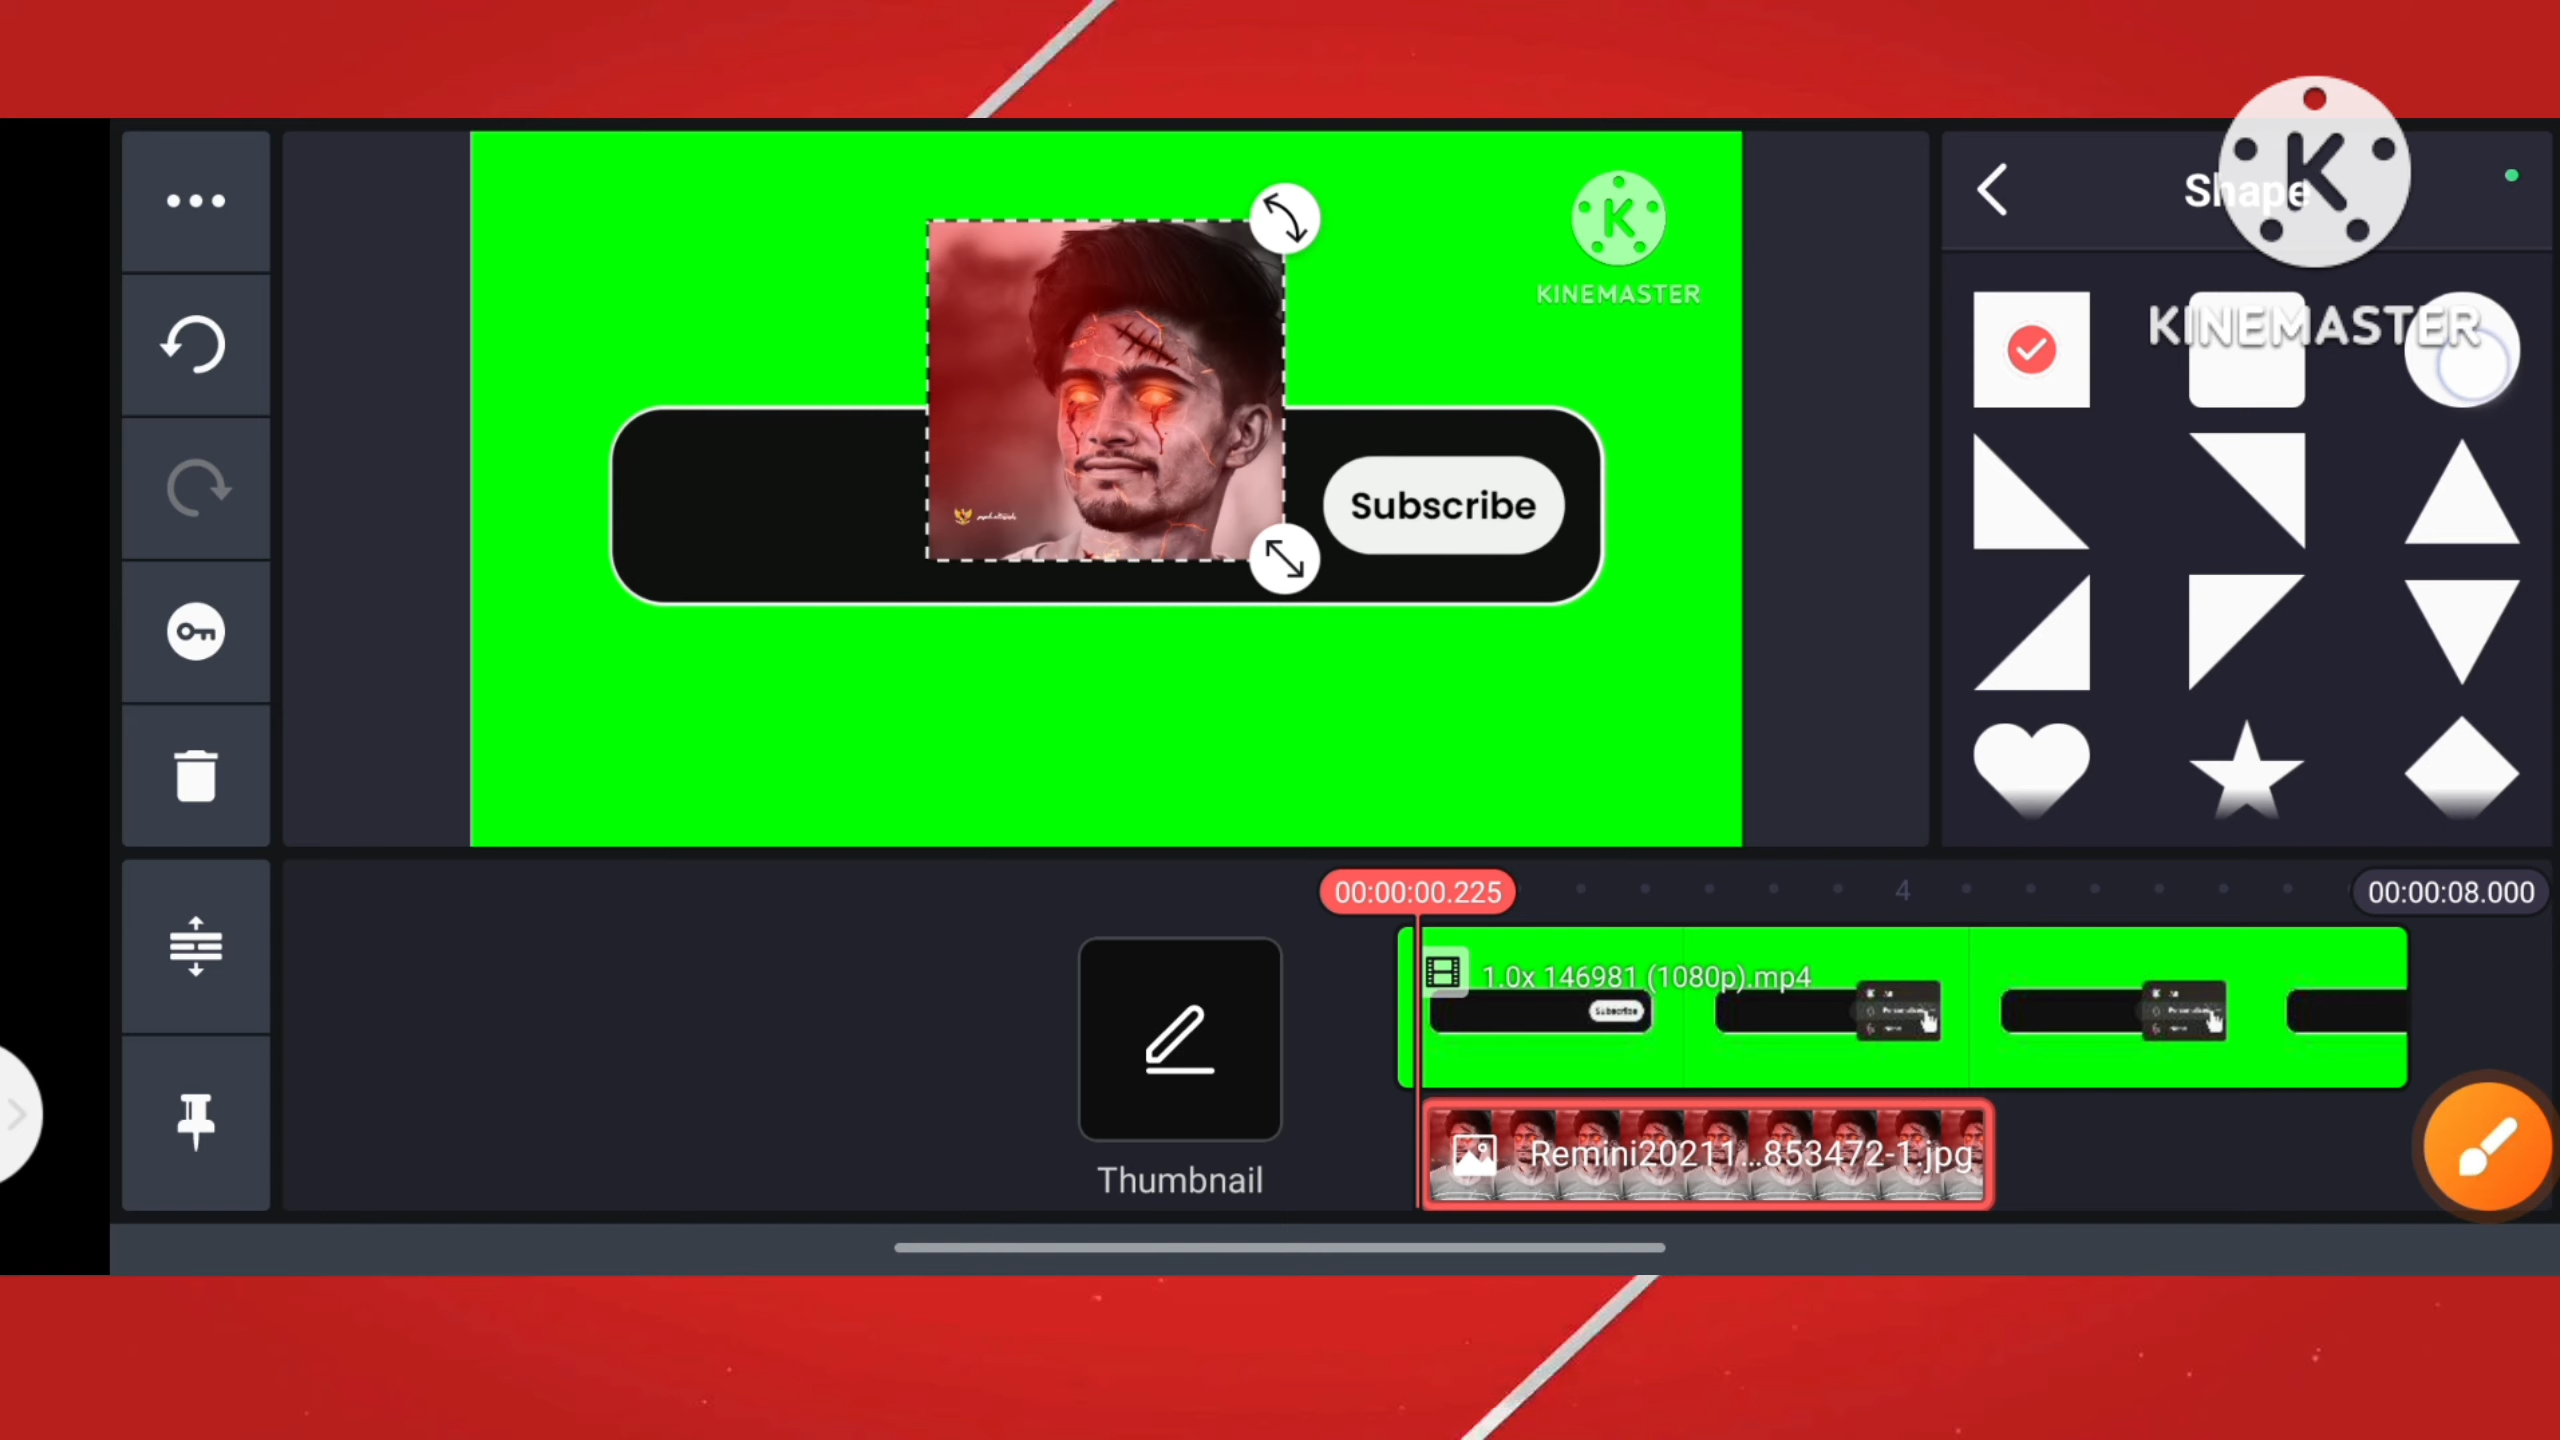 Shape
KINEMASTER
KINEMASTER
Subscribe
00:00:00.225
4
00:00:08.000
1.0x 146981 (1080p).mp4
Subscribe
Thumbnail
Remini20211...853472-1.jpg